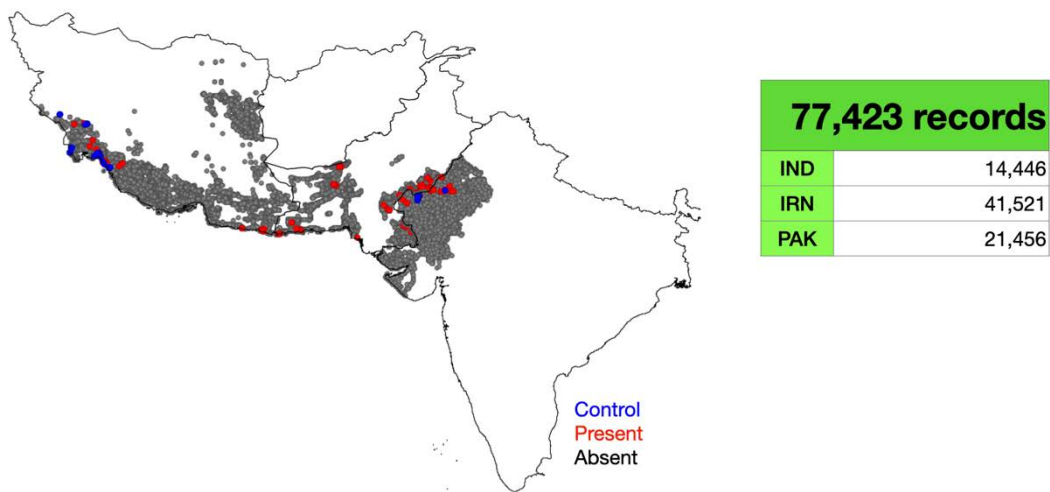 77,423 records
IND 14,446
IRN 41,521
PAK 21,456
Control
Present
Absent